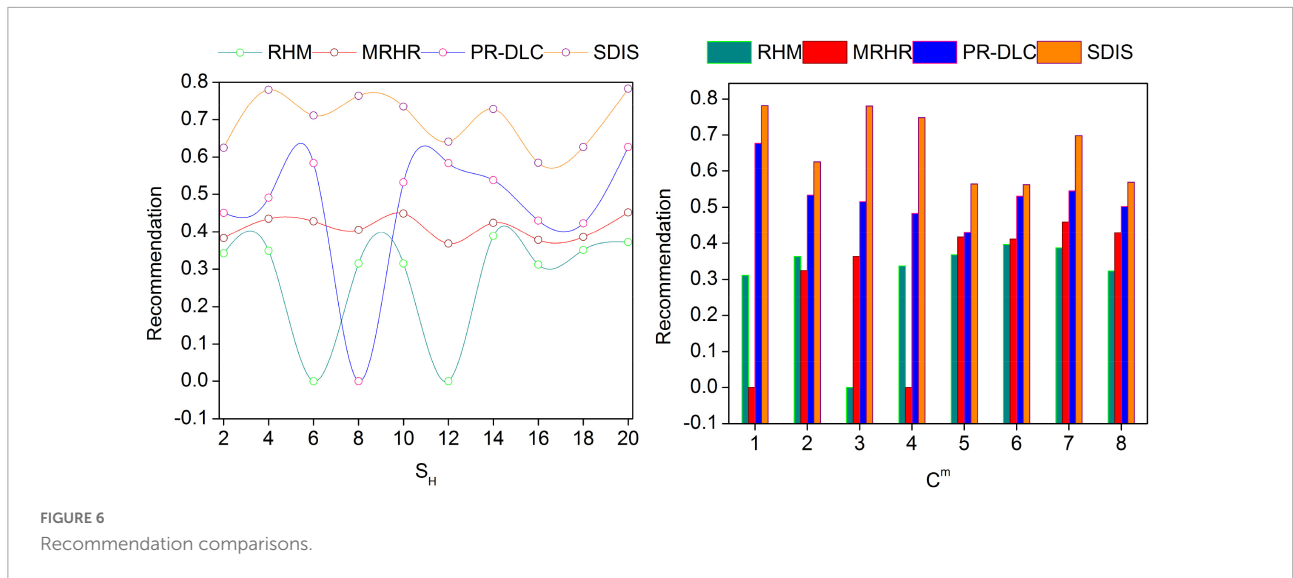 RHM MRHR PR-DLC SDIS
0.8
0.7
0.6
0.5
0.4
0.3
0.2
0.1
0.0
-0.1
Recommendation
2 4 6 8 10 12 14 16 18 20
S_H
RHM MRHR PR-DLC SDIS
0.8
0.7
0.6
0.5
0.4
0.3
0.2
0.1
0.0
-0.1
Recommendation
1 2 3 4 5 6 7 8
C^m
FIGURE 6
Recommendation comparisons.